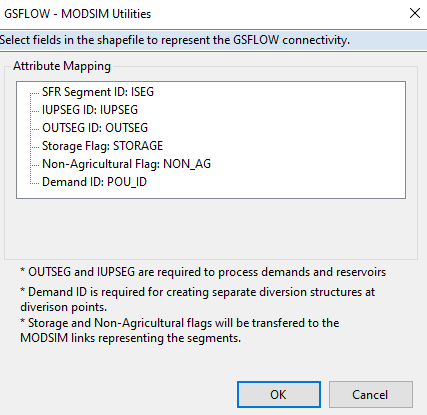 GSFLOW - MODSIM Utilities
Select fields in the shapefile to represent the GSFLOW connectivity.
Attribute Mapping
SFR Segment ID: ISEG
IUPSEG ID: IUPSEG
OUTSEG ID: OUTSEG
Storage Flag: STORAGE
Non-Agricultural Flag: NON_AG
Demand ID: POU_ID
* OUTSEG and IUPSEG are required to process demands and reservoirs
* Demand ID is required for creating separate diversion structures at
diverison points.
* Storage and Non-Agricultural flags will be transfered to the
MODSIM links representing the segments.
OK
Cancel